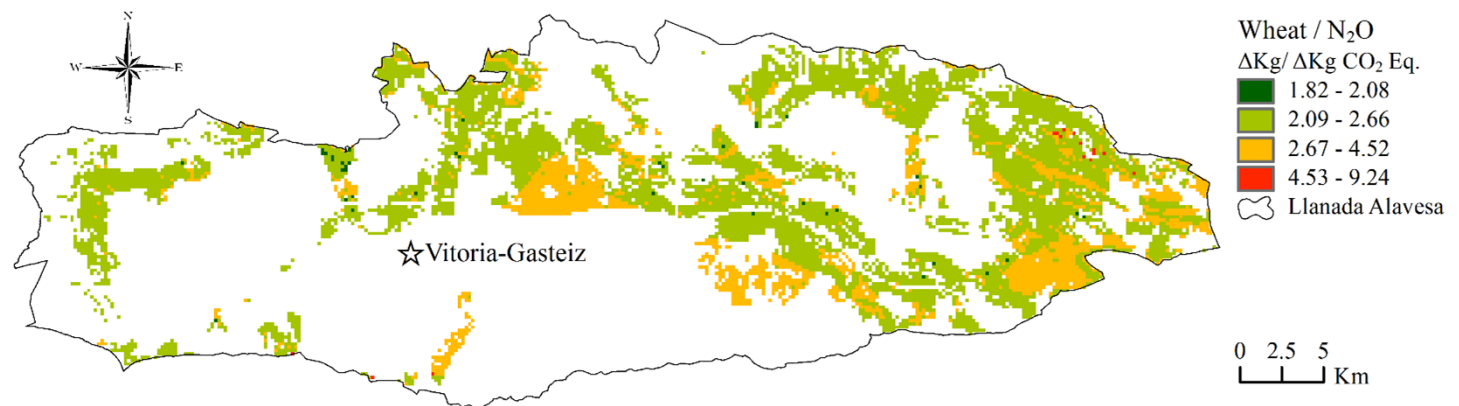 N
W E
S
Vitoria-Gasteiz
Wheat / N₂O
ΔKg/ ΔKg CO₂ Eq.
1.82 - 2.08
2.09 - 2.66
2.67 - 4.52
4.53 - 9.24
Llanada Alavesa
0 2.5 5
Km